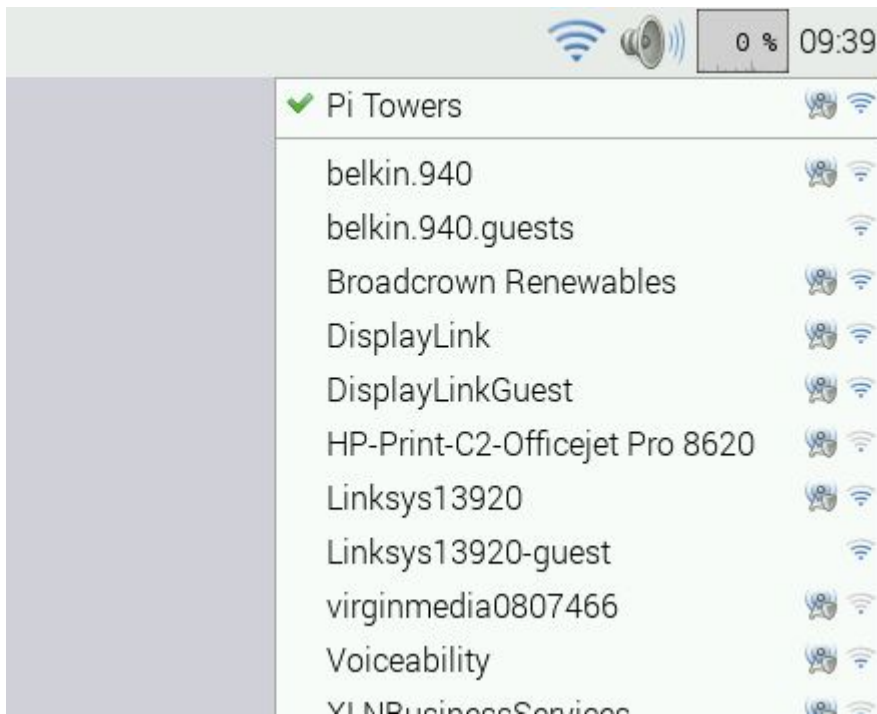 0 % 09:39
Pi Towers
belkin.940
belkin.940.guests
Broadcrown Renewables
DisplayLink
DisplayLinkGuest
HP-Print-C2-Officejet Pro 8620
Linksys13920
Linksys13920-guest
virginmedia0807466
Voiceability
XLNBusinessServices